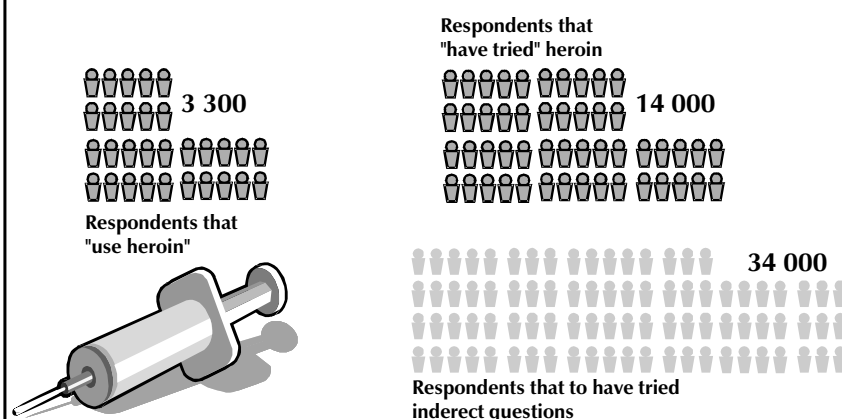 3 300
Respondents that
"use heroin"
Respondents that
"have tried" heroin
14 000
34 000
Respondents that to have tried
inderect questions